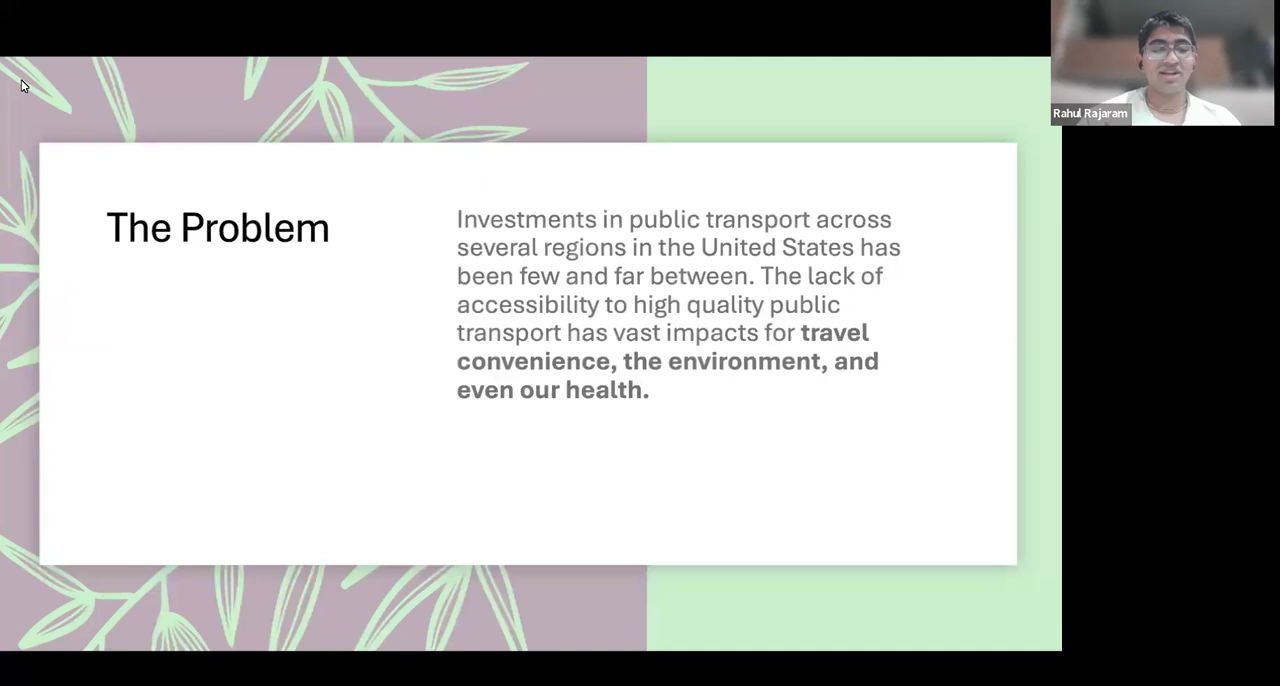 The Problem
Investments in public transport across
several regions in the United States has
been few and far between. The lack of
accessibility to high quality public
transport has vast impacts for travel
convenience, the environment, and
even our health.
Rahul Rajaram